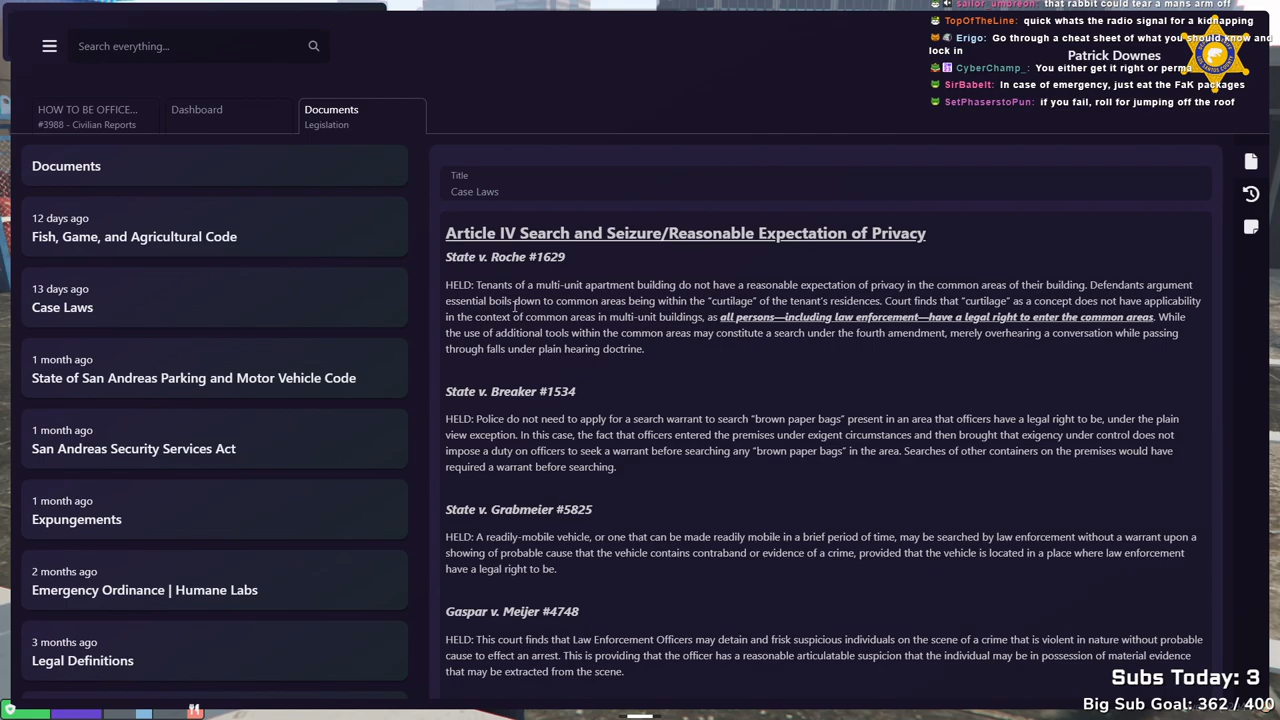 sailor_umbreon: that rabbit could tear a mans arm off
TopOfTheLine: quick whats the radio signal for a kidnapping
Erigo: Go through a cheat sheet of what you should know and
lock in
Patrick Downes
CyberChamp_: You either get it right or perma
SirBabelt: In case of emergency, just eat the FaK packages
SetPhaserstoPun: if you fail, roll for jumping off the roof
Search everything...
HOW TO BE OFFICE...
#3988 - Civilian Reports
Dashboard
Documents
Legislation
Documents
12 days ago
Fish, Game, and Agricultural Code
13 days ago
Case Laws
1 month ago
State of San Andreas Parking and Motor Vehicle Code
1 month ago
San Andreas Security Services Act
1 month ago
Expungements
2 months ago
Emergency Ordinance | Humane Labs
3 months ago
Legal Definitions
Title
Case Laws
Article IV Search and Seizure/Reasonable Expectation of Privacy
State v. Roche #1629
HELD: Tenants of a multi-unit apartment building do not have a reasonable expectation of privacy in the common areas of their building. Defendants argument
essential boils down to common areas being within the “curtilage” of the tenant’s residences. Court finds that “curtilage” as a concept does not have applicability
in the context of common areas in multi-unit buildings, as all persons—including law enforcement—have a legal right to enter the common areas. While
the use of additional tools within the common areas may constitute a search under the fourth amendment, merely overhearing a conversation while passing
through falls under plain hearing doctrine.
State v. Breaker #1534
HELD: Police do not need to apply for a search warrant to search “brown paper bags” present in an area that officers have a legal right to be, under the plain
view exception. In this case, the fact that officers entered the premises under exigent circumstances and then brought that exigency under control does not
impose a duty on officers to seek a warrant before searching any “brown paper bags” in the area. Searches of other containers on the premises would have
required a warrant before searching.
State v. Grabmeier #5825
HELD: A readily-mobile vehicle, or one that can be made readily mobile in a brief period of time, may be searched by law enforcement without a warrant upon a
showing of probable cause that the vehicle contains contraband or evidence of a crime, provided that the vehicle is located in a place where law enforcement
have a legal right to be.
Gaspar v. Meijer #4748
HELD: This court finds that Law Enforcement Officers may detain and frisk suspicious individuals on the scene of a crime that is violent in nature without probable
cause to effect an arrest. This is providing that the officer has a reasonable articulatable suspicion that the individual may be in possession of material evidence
that may be extracted from the scene.
Subs Today: 3
Big Sub Goal: 362 / 400